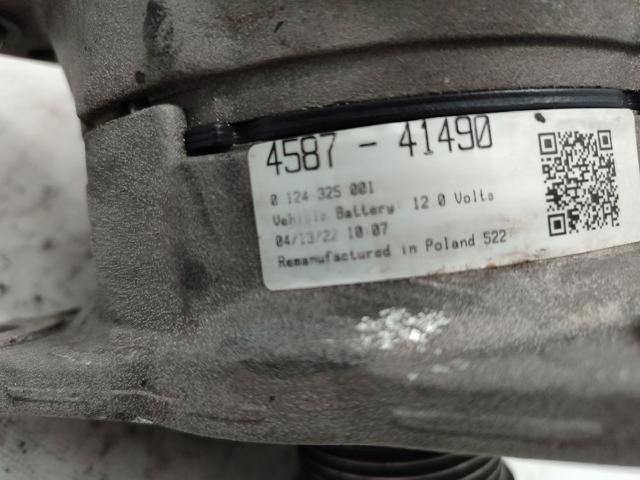 4587 - 41490
0 124 325 001
Vehicle Battery: 12.0 Volts
04/13/22 10:07
Remanufactured in Poland 522